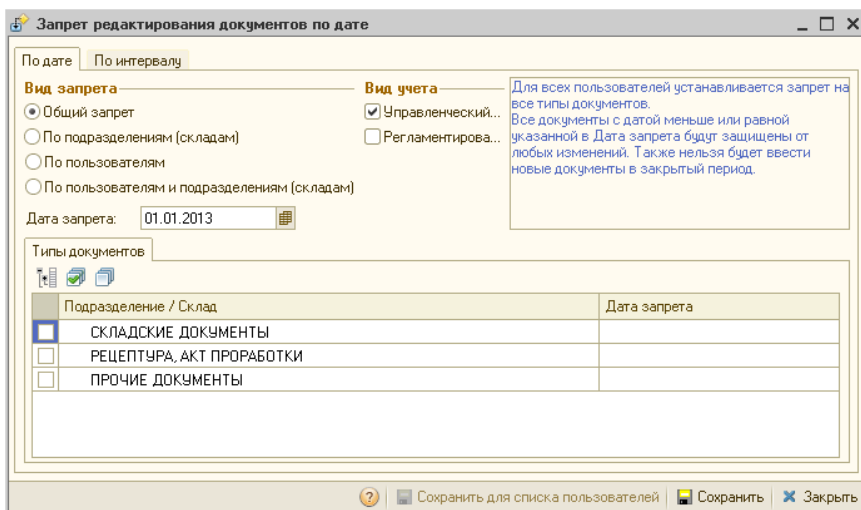 Запрет редактирования документов по дате
По дате По интервалу
Вид запрета
Общий запрет
По подразделениям (складам)
По пользователям
По пользователям и подразделениям (складам)
Вид учета
Управленческий...
Регламентирова...
Для всех пользователей устанавливается запрет на
все типы документов.
Все документы с датой меньше или равной
указанной в Дата запрета будут защищены от
любых изменений. Также нельзя будет ввести
новые документы в закрытый период.
Дата запрета: 01.01.2013
Типы документов
Подразделение / Склад Дата запрета
СКЛАДСКИЕ ДОКУМЕНТЫ
РЕЦЕПТУРА, АКТ ПРОРАБОТКИ
ПРОЧИЕ ДОКУМЕНТЫ
? Сохранить для списка пользователей Сохранить Закрыть